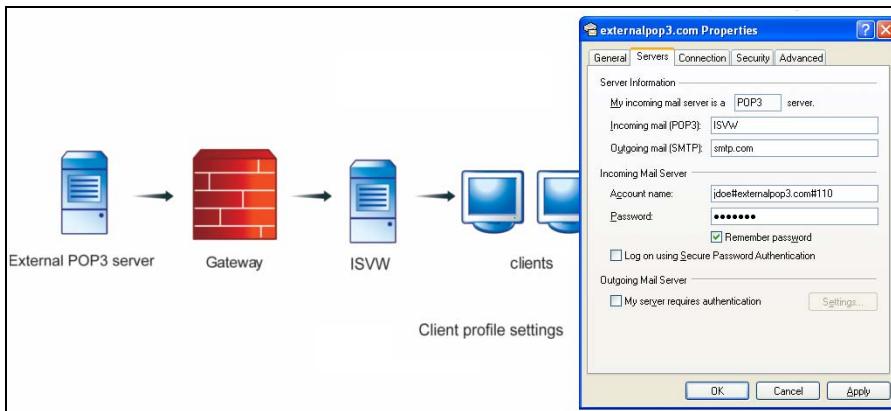 External POP3 server
Gateway
ISVW
clients
Client profile settings
externalpop3.com Properties
General Servers Connection Security Advanced
Server Information
My incoming mail server is a POP3 server.
Incoming mail (POP3): ISVW
Outgoing mail (SMTP): smtp.com
Incoming Mail Server
Account name: jdoe#externalpop3.com#110
Password: •••••••
Remember password
Log on using Secure Password Authentication
Outgoing Mail Server
My server requires authentication Settings...
OK Cancel Apply